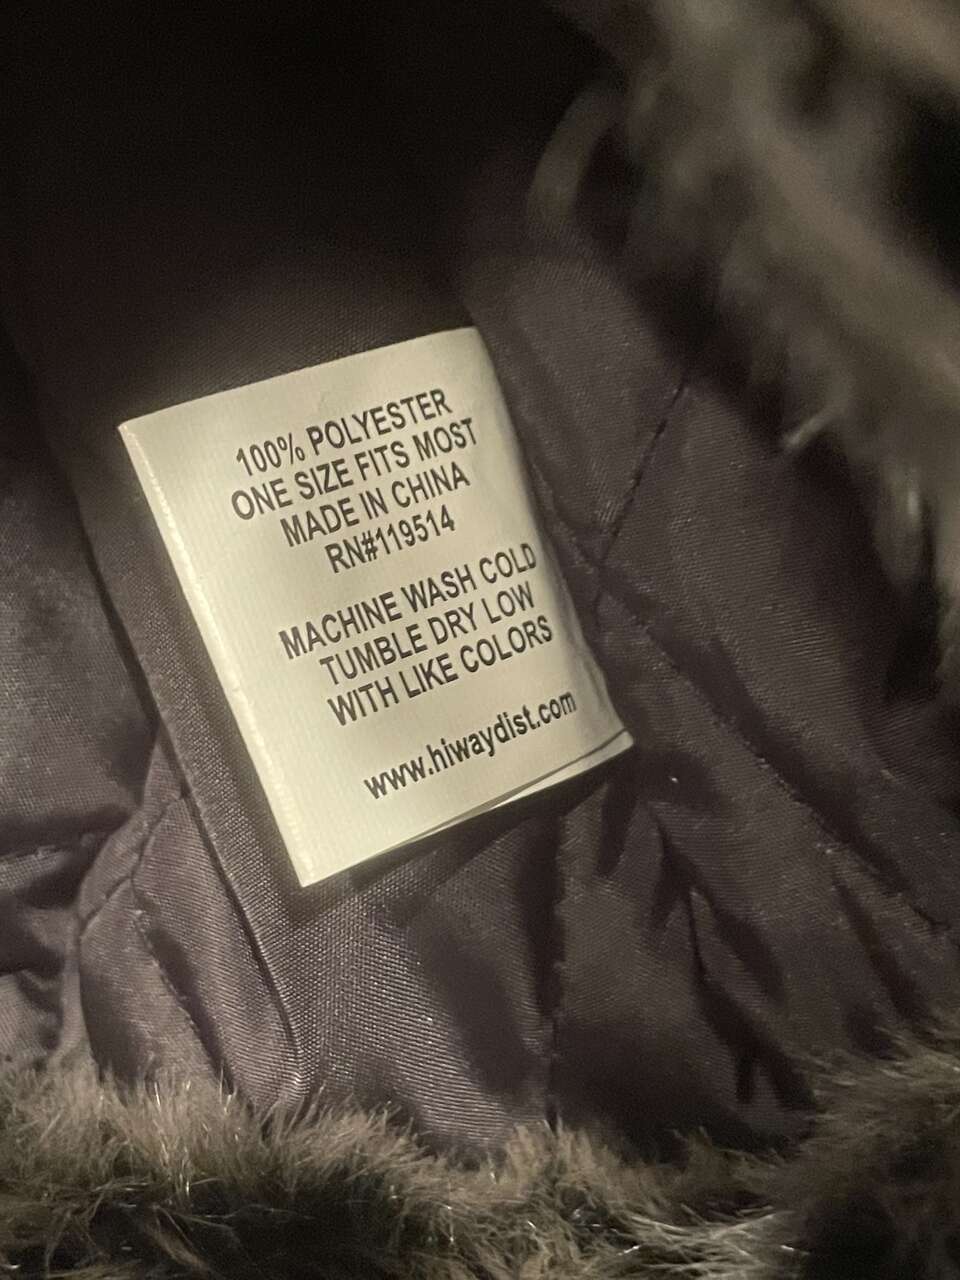 100% POLYESTER
ONE SIZE FITS MOST
MADE IN CHINA
RN#119514
MACHINE WASH COLD
TUMBLE DRY LOW
WITH LIKE COLORS
www.hiwaydist.com